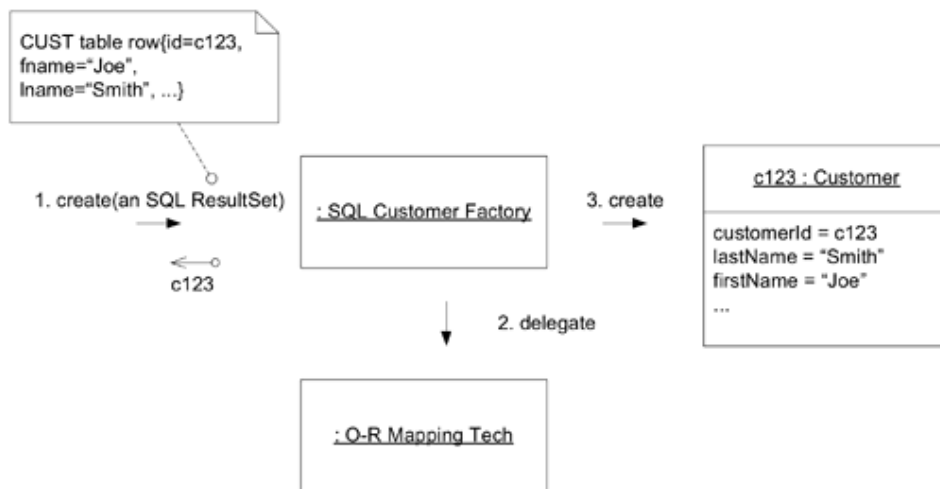 CUST table row{id=c123,
fname=“Joe”,
lname=“Smith”, ...}
1. create(an SQL ResultSet)
c123
: SQL Customer Factory
3. create
c123 : Customer
customerId = c123
lastName = “Smith”
firstName = “Joe”
...
2. delegate
: O-R Mapping Tech